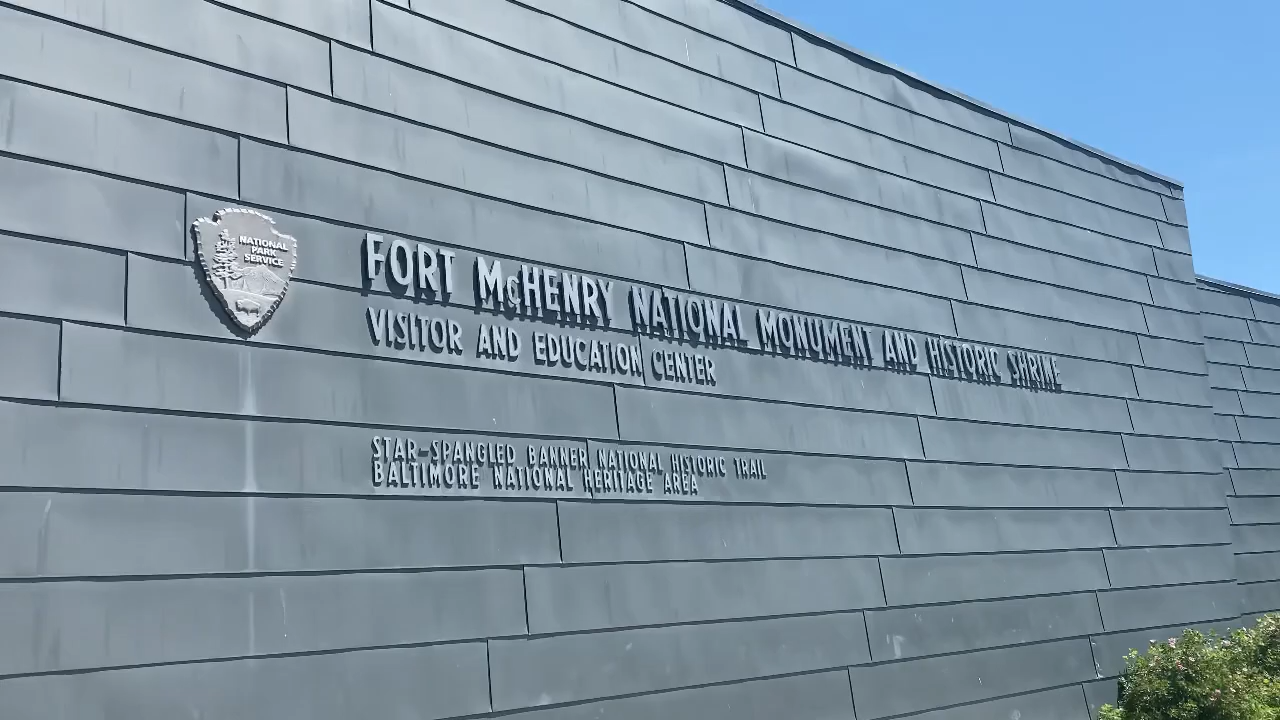 NATIONAL
PARK
SERVICE
FORT McHENRY NATIONAL MONUMENT AND HISTORIC SHRINE
VISITOR AND EDUCATION CENTER
STAR-SPANGLED BANNER NATIONAL HISTORIC TRAIL
BALTIMORE NATIONAL HERITAGE AREA